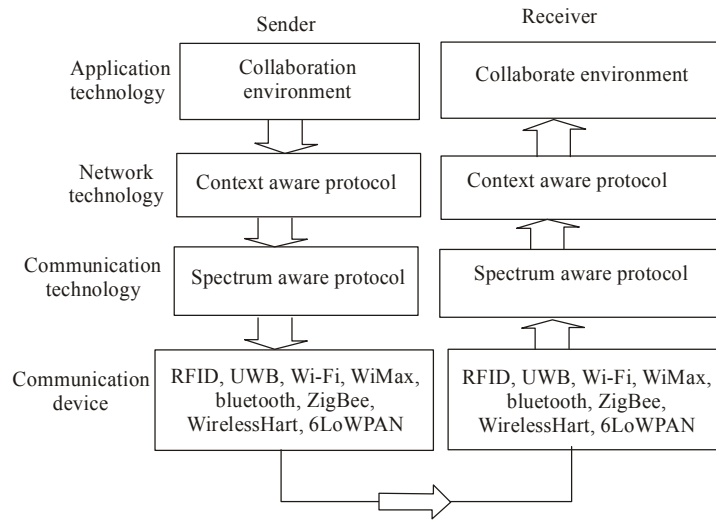 Sender
Receiver
Application
technology
Collaboration
environment
Collaborate environment
Network
technology
Context aware protocol
Context aware protocol
Communication
technology
Spectrum aware protocol
Spectrum aware protocol
Communication
device
RFID, UWB, Wi-Fi, WiMax,
bluetooth, ZigBee,
WirelessHart, 6LoWPAN
RFID, UWB, Wi-Fi, WiMax,
bluetooth, ZigBee,
WirelessHart, 6LoWPAN